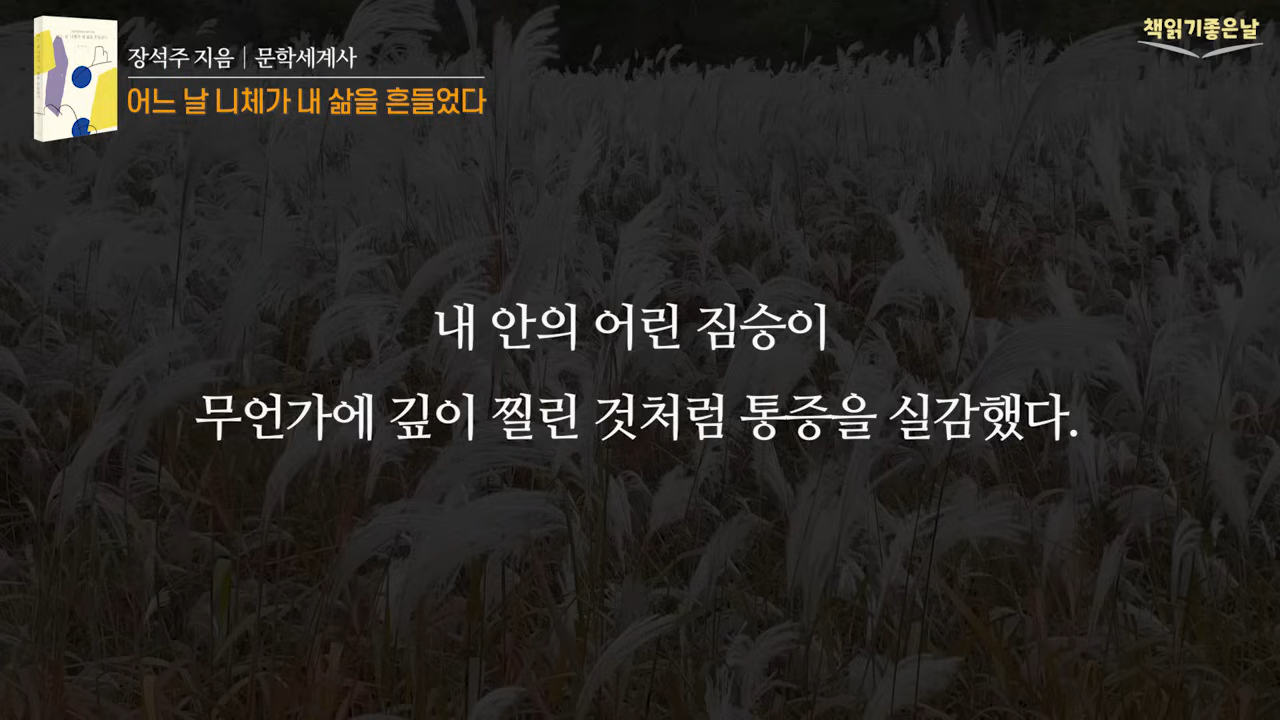 장석주 지음 | 문학세계사
어느 날 니체가 내 삶을 흔들었다
책읽기좋은날
내 안의 어린 짐승이
무언가에 깊이 찔린 것처럼 통증을 실감했다.